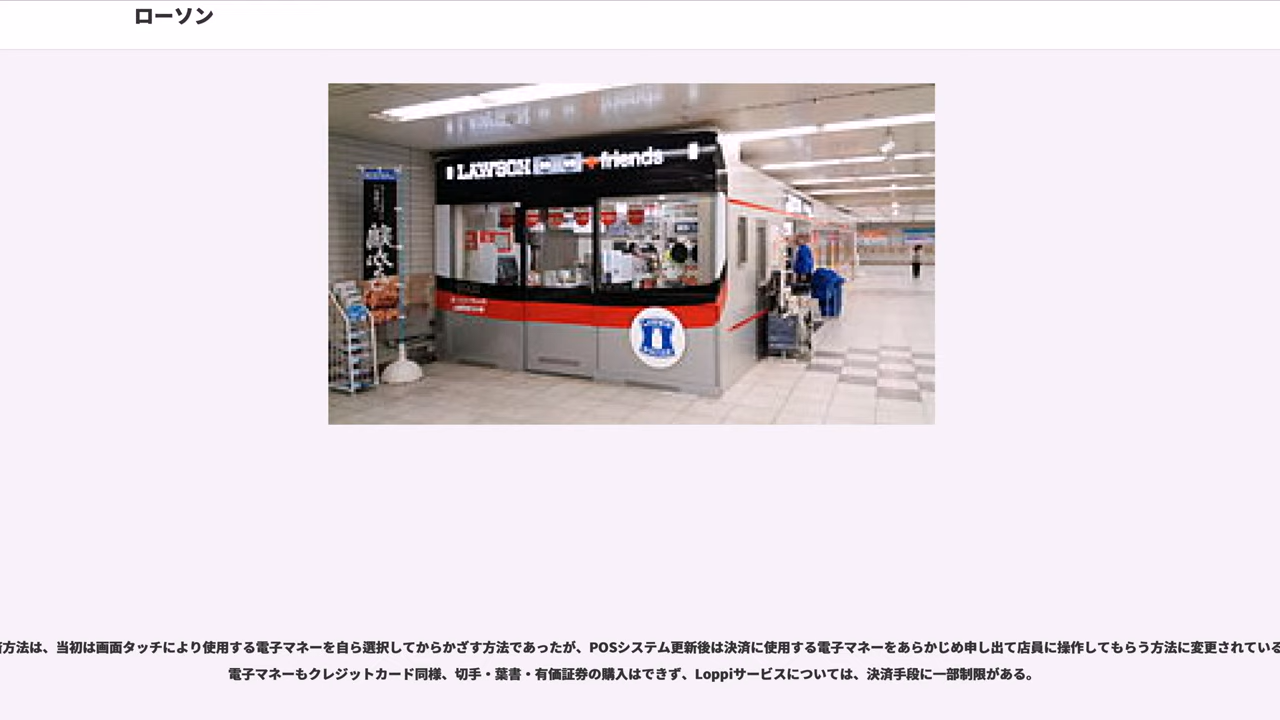 ローソン
LAWSON +friends
方法は、当初は画面タッチにより使用する電子マネーを自ら選択してからかざす方法であったが、POSシステム更新後は決済に使用する電子マネーをあらかじめ申し出て店員に操作してもらう方法に変更されている
電子マネーもクレジットカード同様、切手・葉書・有価証券の購入はできず、Loppiサービスについては、決済手段に一部制限がある。